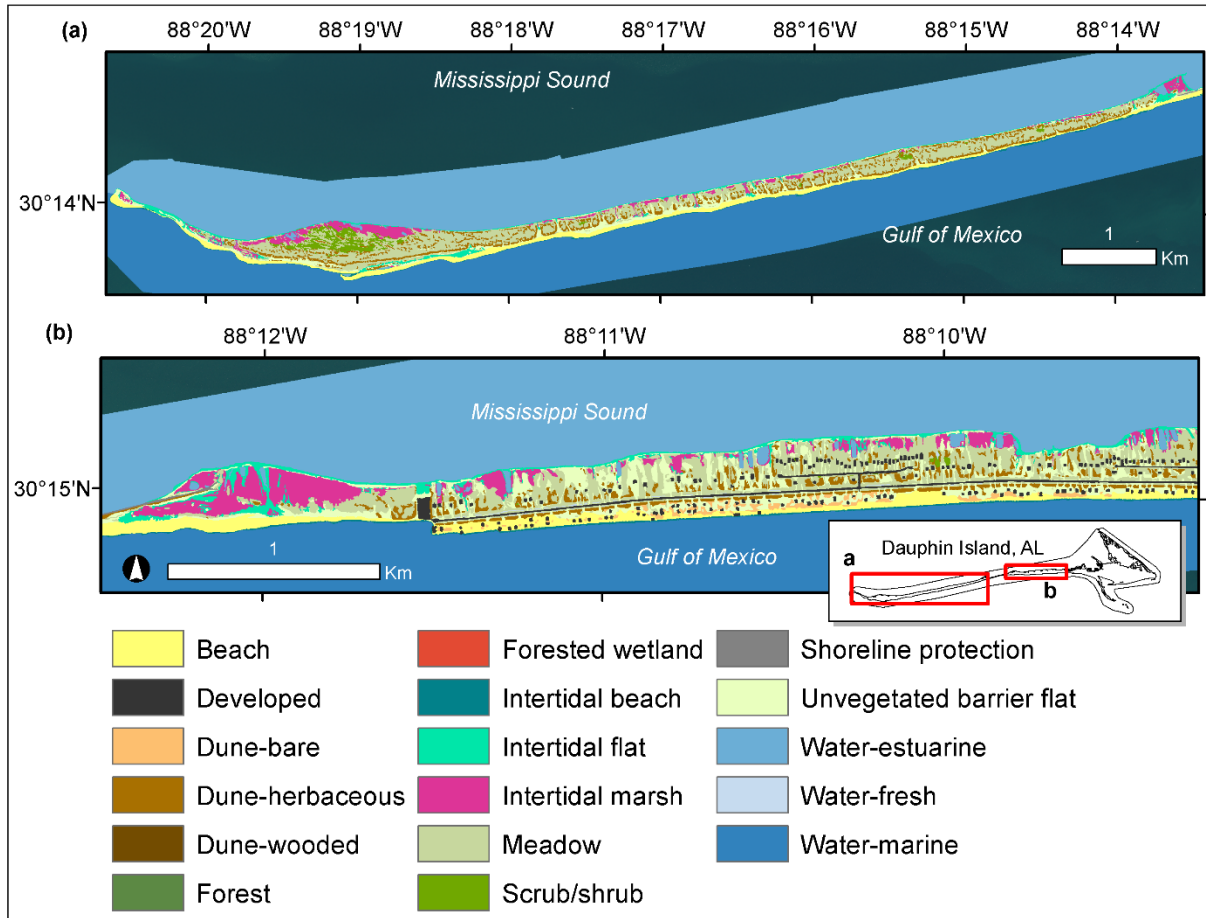 (a)
88°20'W 88°19'W 88°18'W 88°17'W 88°16'W 88°15'W 88°14'W
Mississippi Sound
30°14'N
Gulf of Mexico
1
Km
(b)
88°12'W 88°11'W 88°10'W
Mississippi Sound
30°15'N
1
Km
Gulf of Mexico
Dauphin Island, AL
a
b
Beach
Developed
Dune-bare
Dune-herbaceous
Dune-wooded
Forest
Forested wetland
Intertidal beach
Intertidal flat
Intertidal marsh
Meadow
Scrub/shrub
Shoreline protection
Unvegetated barrier flat
Water-estuarine
Water-fresh
Water-marine